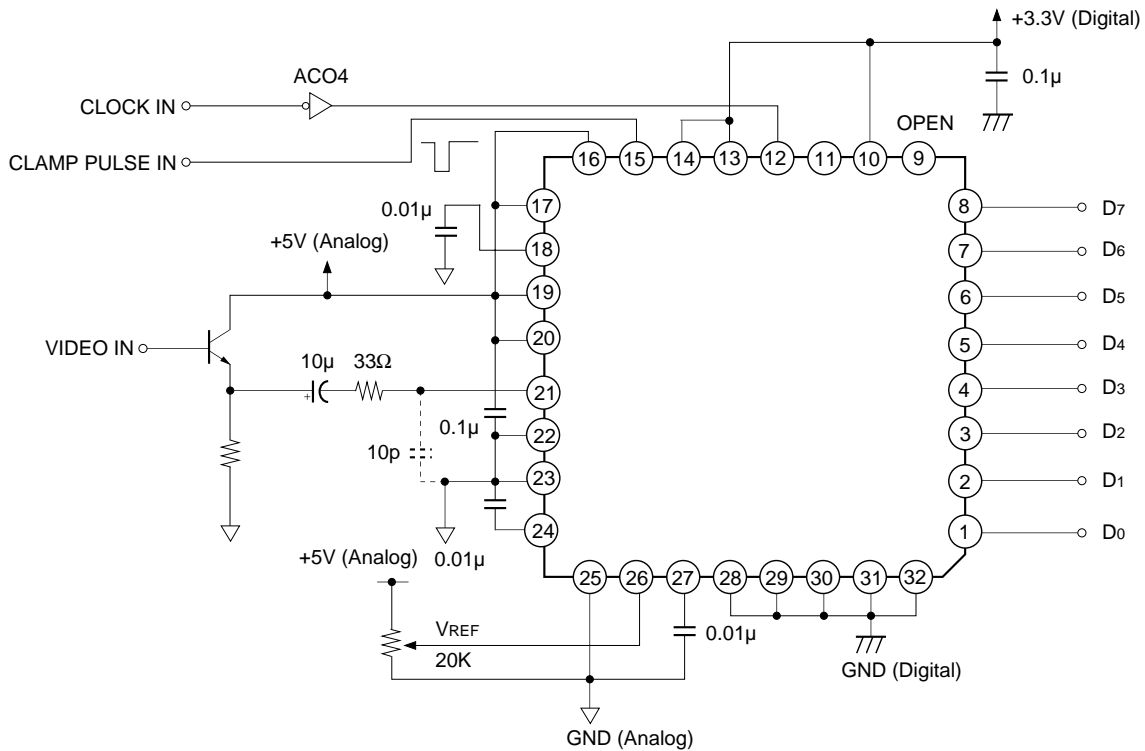 +3.3V (Digital)
ACO4
0.1µ
CLOCK IN
OPEN
CLAMP PULSE IN
16 15 14 13 12 11 10 9
17
8
D7
0.01µ
18
7
D6
+5V (Analog)
19
6
D5
20
5
D4
VIDEO IN
10µ
33Ω
21
4
D3
+
0.1µ
22
3
D2
10p
23
2
D1
24
1
D0
0.01µ
+5V (Analog)
25 26 27 28 29 30 31 32
VREF
0.01µ
20K
GND (Digital)
GND (Analog)